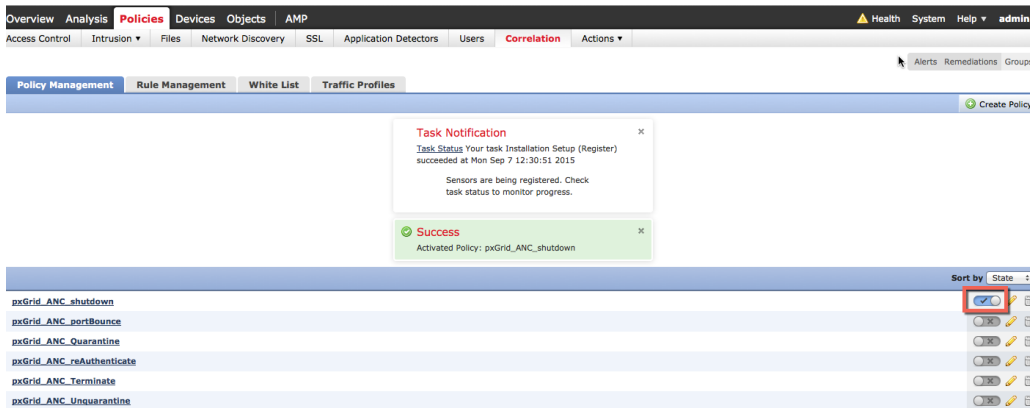 Overview Analysis Policies Devices Objects AMP Health System Help admin
Access Control Intrusion Files Network Discovery SSL Application Detectors Users Correlation Actions
Alerts Remediations Groups
Policy Management Rule Management White List Traffic Profiles
Create Policy
Task Notification
Task Status Your task Installation Setup (Register)
succeeded at Mon Sep 7 12:30:51 2015
Sensors are being registered. Check
task status to monitor progress.
Success
Activated Policy: pxGrid_ANC_shutdown
Sort by State
pxGrid_ANC_shutdown
pxGrid_ANC_portBounce
pxGrid_ANC_Quarantine
pxGrid_ANC_reAuthenticate
pxGrid_ANC_Terminate
pxGrid_ANC_Unquarantine